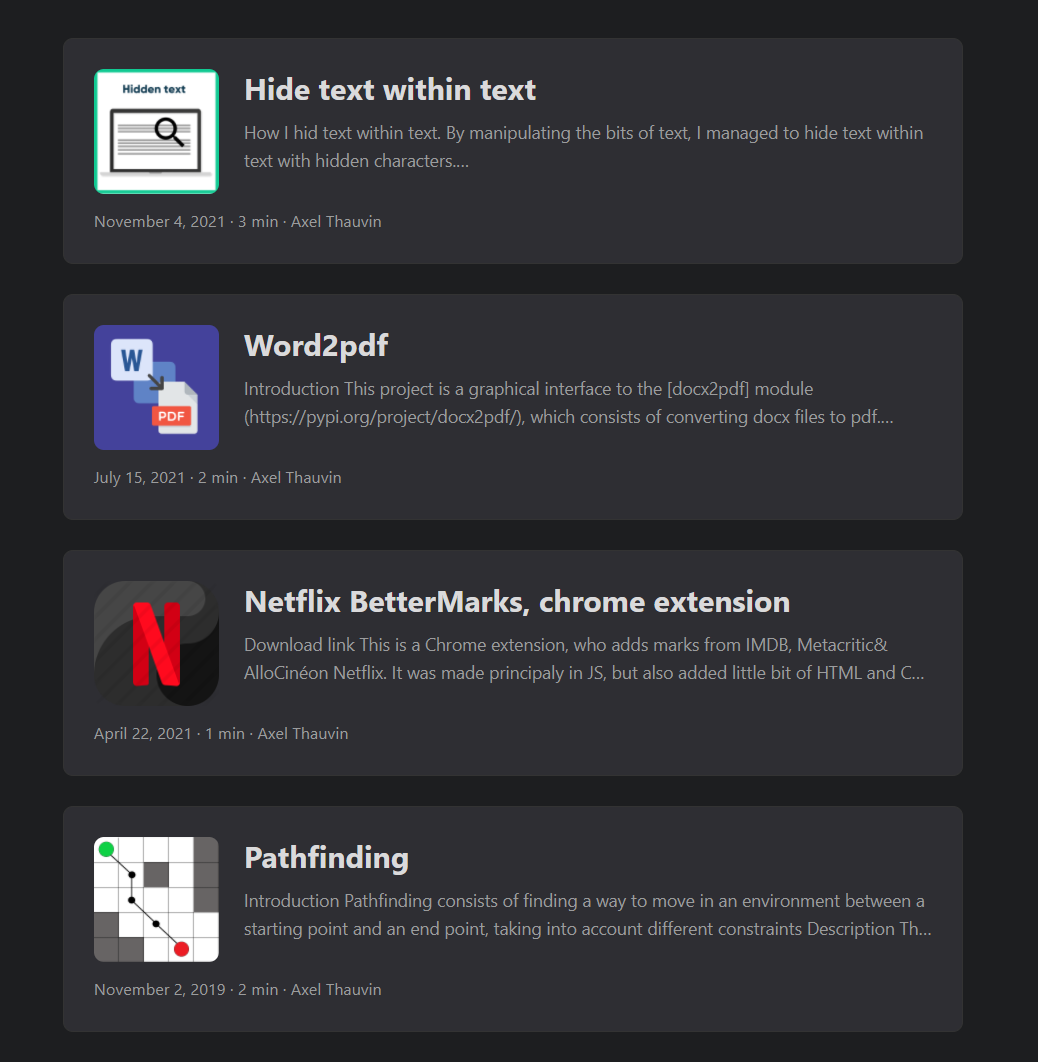 Hidden text
Hide text within text
How I hid text within text. By manipulating the bits of text, I managed to hide text within
text with hidden characters....
November 4, 2021 · 3 min · Axel Thauvin
W
PDF
Word2pdf
Introduction This project is a graphical interface to the [docx2pdf] module
(https://pypi.org/project/docx2pdf/), which consists of converting docx files to pdf....
July 15, 2021 · 2 min · Axel Thauvin
N
Netflix BetterMarks, chrome extension
Download link This is a Chrome extension, who adds marks from IMDB, Metacritic&
AlloCinéon Netflix. It was made principaly in JS, but also added little bit of HTML and C...
April 22, 2021 · 1 min · Axel Thauvin
Pathfinding
Introduction Pathfinding consists of finding a way to move in an environment between a
starting point and an end point, taking into account different constraints Description Th...
November 2, 2019 · 2 min · Axel Thauvin